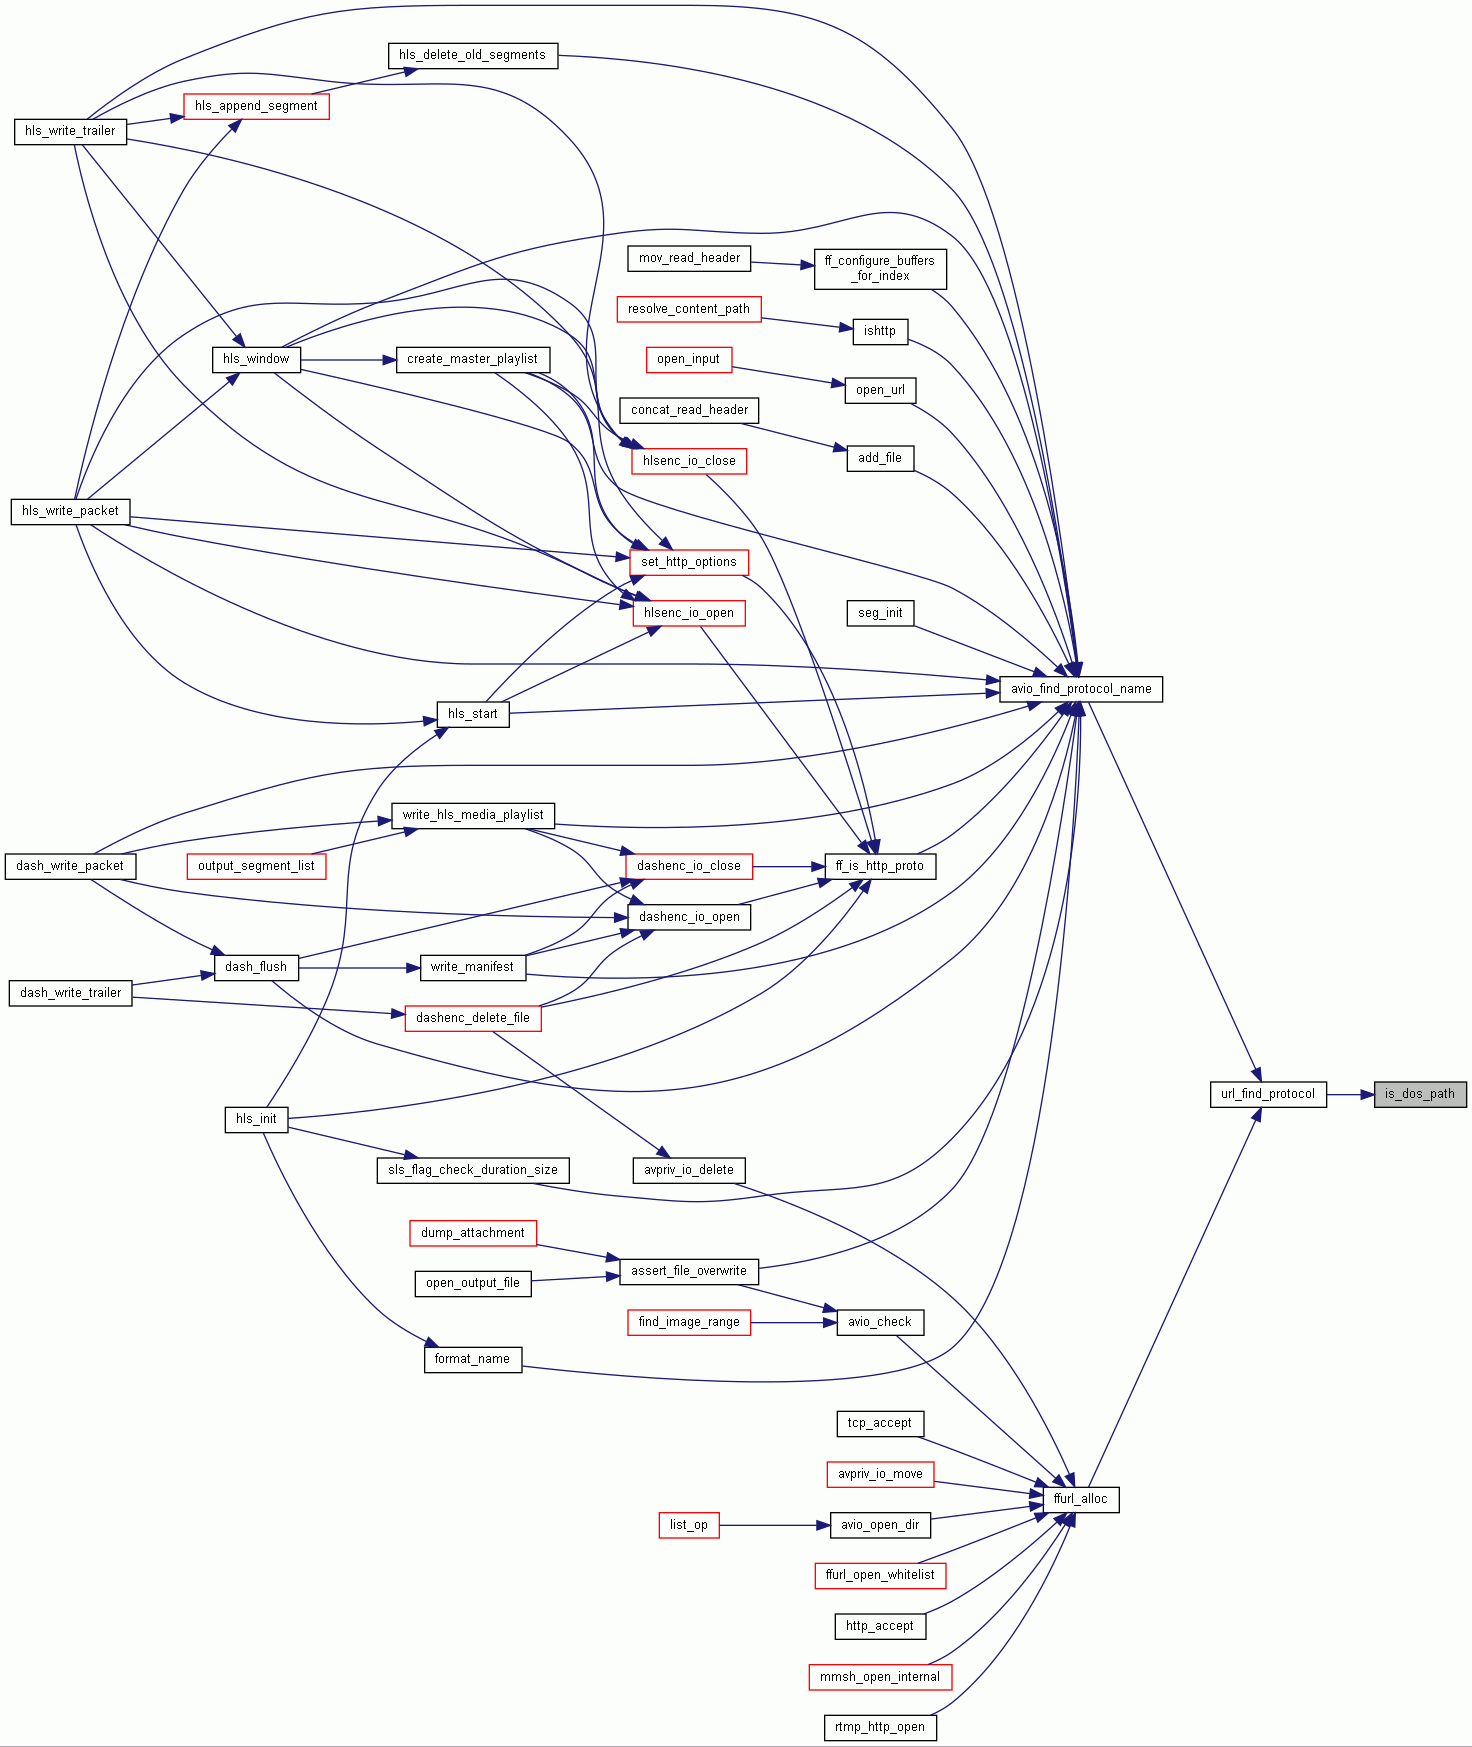 hls_delete_old_segments
hls_append_segment
hls_write_trailer
mov_read_header
ff_configure_buffers
_for_index
resolve_content_path
ishttp
hls_window
create_master_playlist
open_input
open_url
concat_read_header
add_file
hlsenc_io_close
hls_write_packet
set_http_options
hlsenc_io_open
seg_init
avio_find_protocol_name
hls_start
write_hls_media_playlist
dash_write_packet
output_segment_list
dashenc_io_close
ff_is_http_proto
dashenc_io_open
dash_flush
write_manifest
dash_write_trailer
dashenc_delete_file
url_find_protocol
is_dos_path
hls_init
sls_flag_check_duration_size
avpriv_io_delete
dump_attachment
assert_file_overwrite
open_output_file
find_image_range
avio_check
format_name
tcp_accept
avpriv_io_move
ffurl_alloc
list_op
avio_open_dir
ffurl_open_whitelist
http_accept
mmsh_open_internal
rtmp_http_open